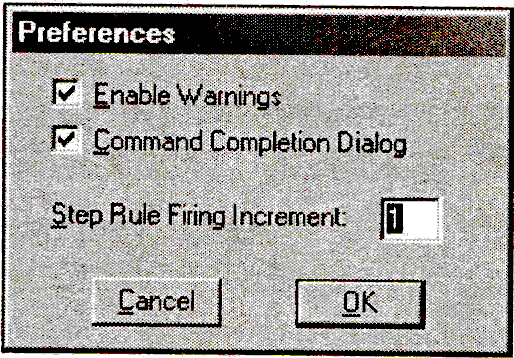 Preferences
Enable Warnings
Command Completion Dialog
Step Rule Firing Increment: 1
Cancel OK